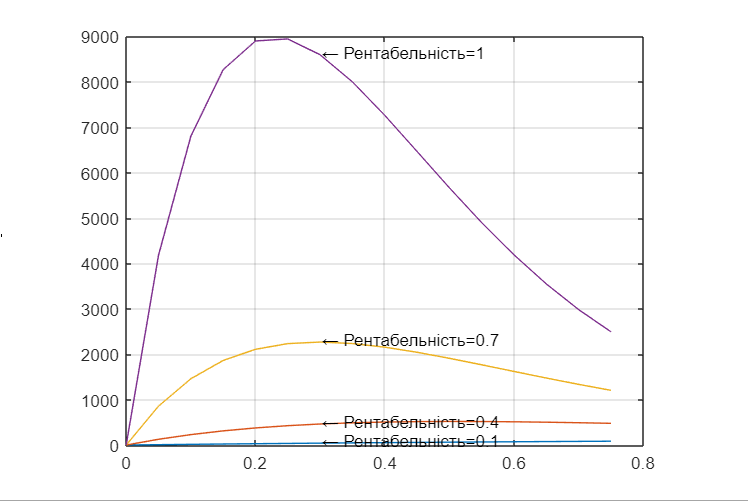 9000
← Рентабельність=1
8000
7000
6000
5000
4000
3000
← Рентабельність=0.7
2000
1000
← Рентабельність=0.4
← Рентабельність=0.1
0
0 0.2 0.4 0.6 0.8